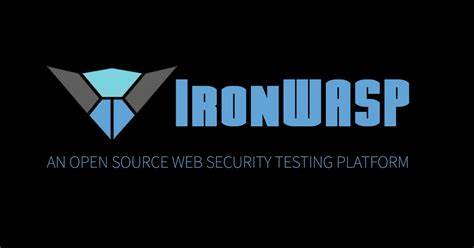 IRONWASP
AN OPEN SOURCE WEB SECURITY TESTING PLATFORM